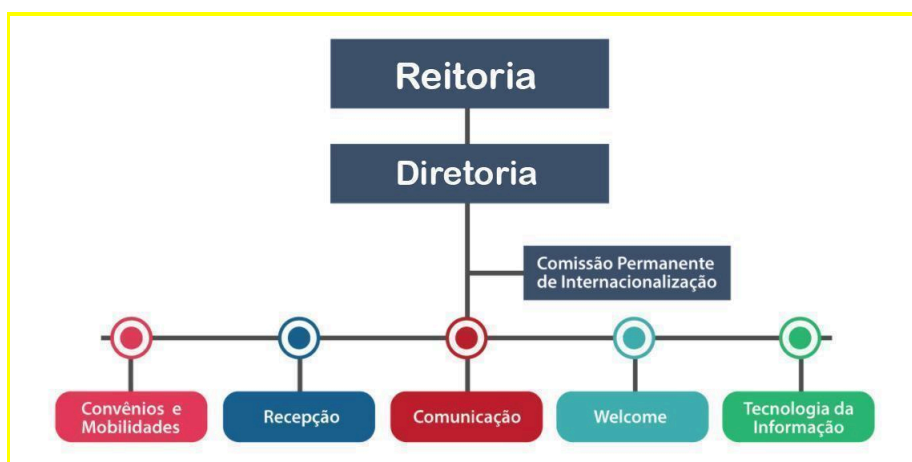 Reitoria
Diretoria
Comissão Permanente
de Internacionalização
Convênios e
Mobilidades
Recepção
Comunicação
Welcome
Tecnologia da
Informação